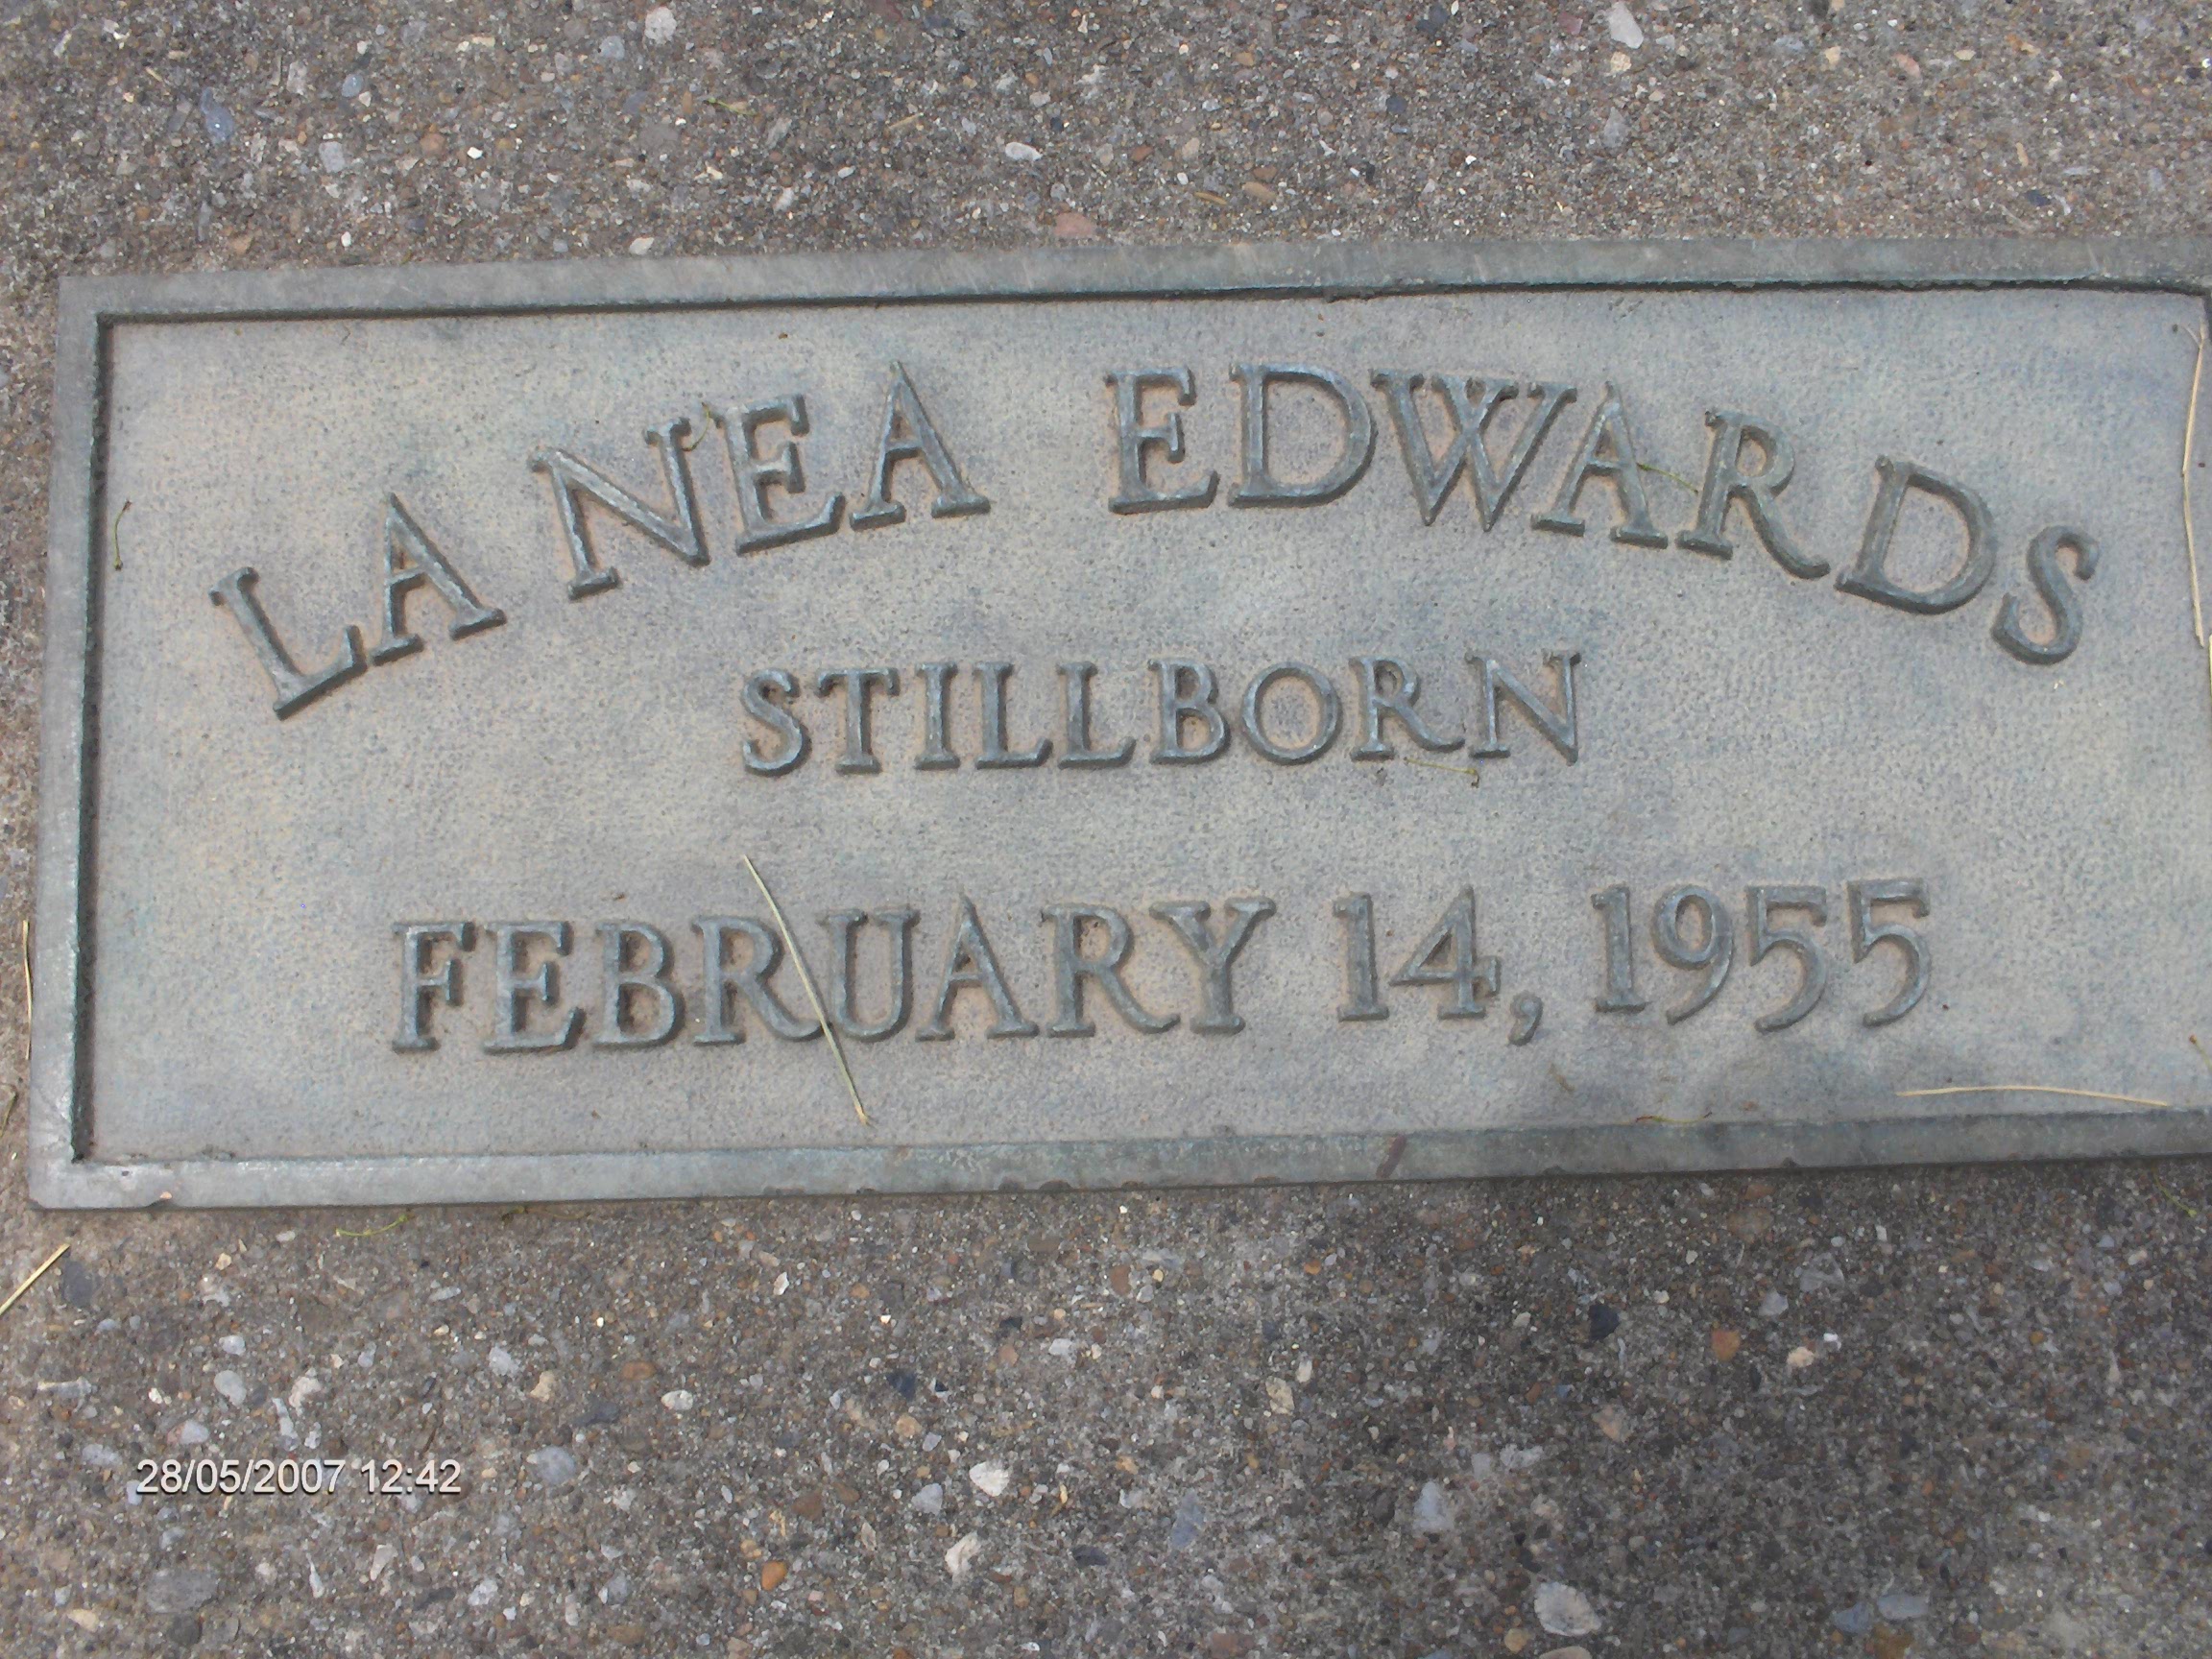 LA NEA EDWARDS
STILLBORN
FEBRUARY 14, 1955
28/05/2007 12:42